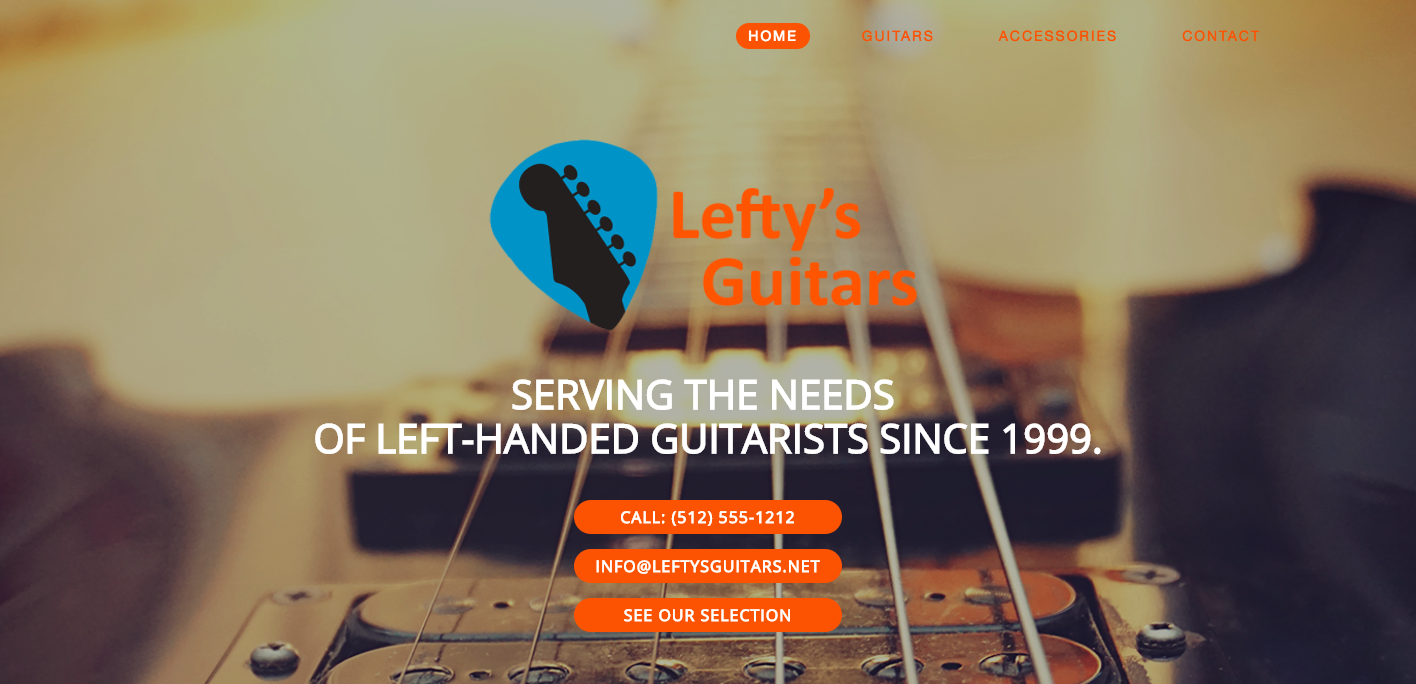 HOME
GUITARS
ACCESSORIES
CONTACT
Lefty's
Guitars
SERVING THE NEEDS
OF LEFT-HANDED GUITARISTS SINCE 1999.
CALL: (512) 555-1212
INFO@LEFTYSGUITARS.NET
SEE OUR SELECTION